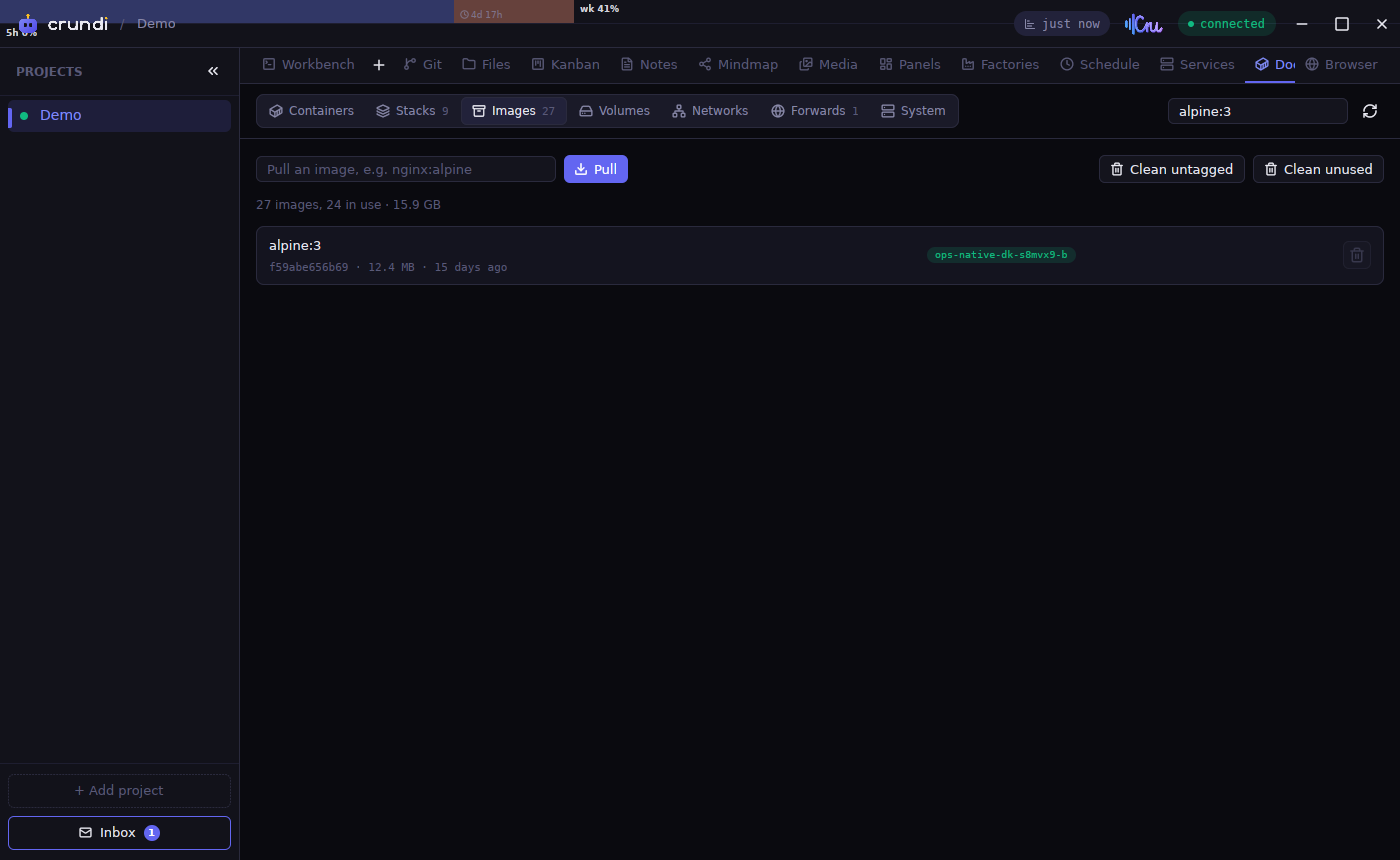 4d 17h
wk 41%
crundi / Demo
just now
Cru
connected
PROJECTS
Workbench
Git
Files
Kanban
Notes
Mindmap
Media
Panels
Factories
Schedule
Services
Browser
Demo
Containers
Stacks 9
Images 27
Volumes
Networks
Forwards 1
System
alpine:3
Pull an image, e.g. nginx:alpine
Pull
Clean untagged
Clean unused
27 images, 24 in use · 15.9 GB
alpine:3
f59abe656b69 · 12.4 MB · 15 days ago
ops-native-dk-s8mvx9-b
+ Add project
Inbox 1